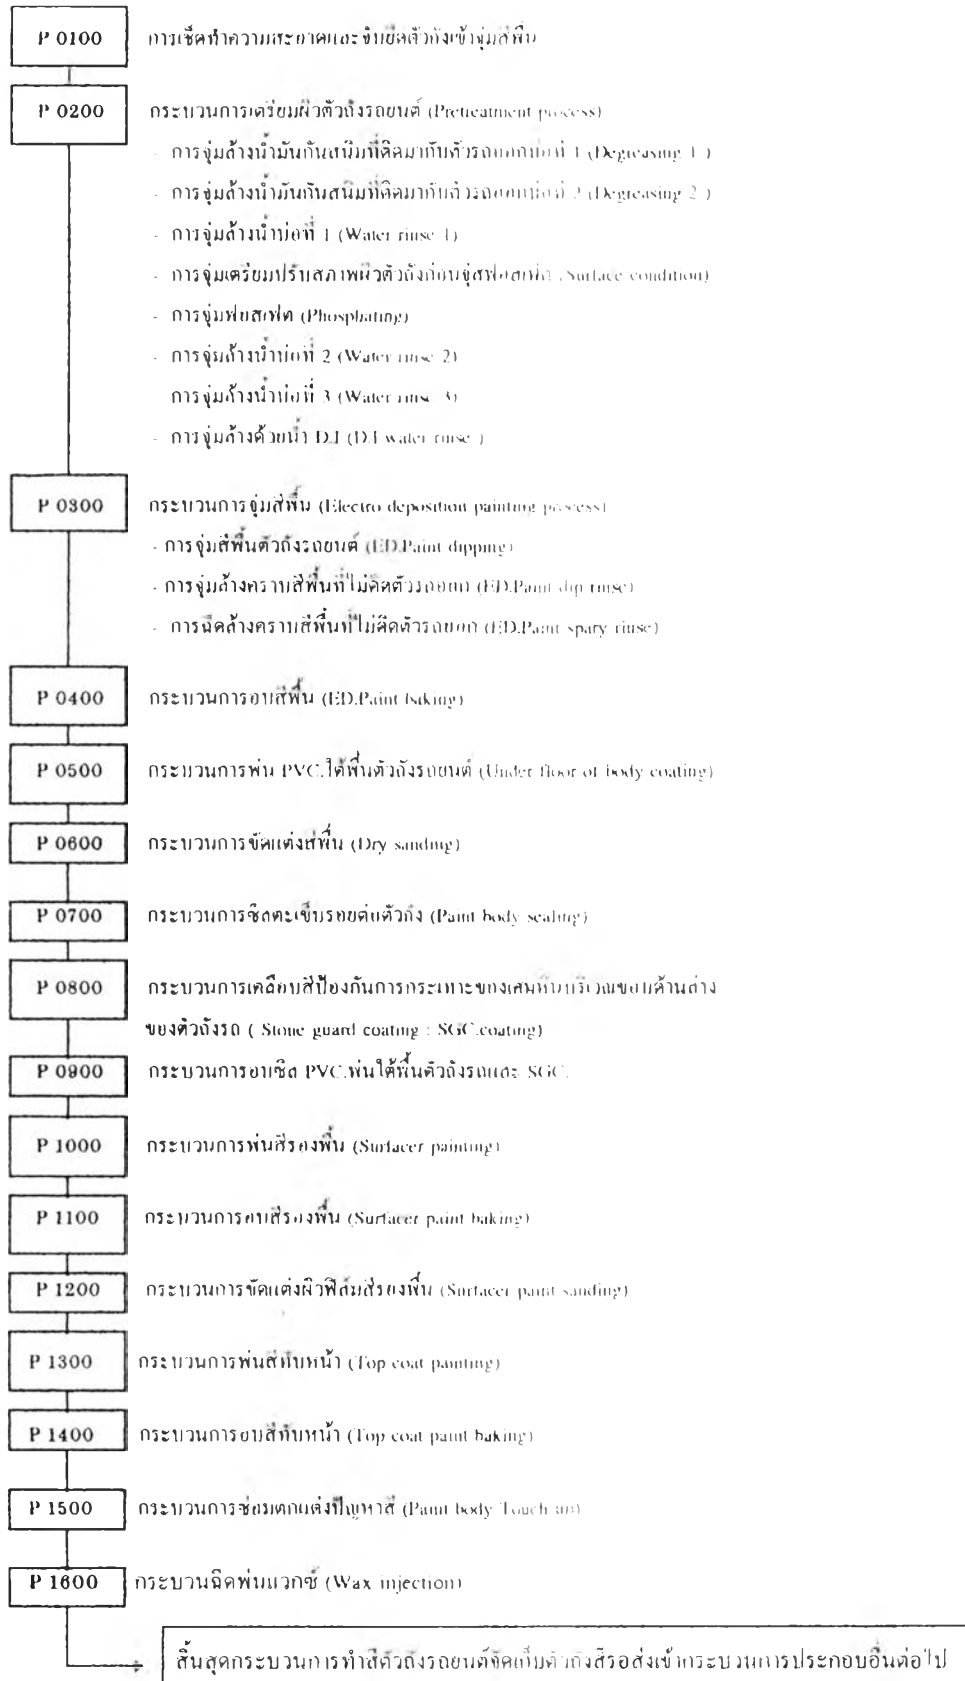 P 0100 การเช็ดทำความสะอาดและจับยึดตัวถังเข้าจุ่มสีพื้น
P 0200 กระบวนการเตรียมผิวตัวถังรถยนต์ (Pretreatment process)
- การจุ่มล้างน้ำมันกันสนิมที่ติดมากับตัวรถออกบ่อที่ 1 (Degreasing 1 )
- การจุ่มล้างน้ำมันกันสนิมที่ติดมากับตัวรถออกบ่อที่ 2 (Degreasing 2 )
- การจุ่มล้างน้ำบ่อที่ 1 (Water rinse 1)
- การจุ่มเตรียมปรับสภาพผิวตัวถังก่อนจุ่มฟอสเฟต (Surface condition)
- การจุ่มฟอสเฟต (Phosphating)
- การจุ่มล้างน้ำบ่อที่ 2 (Water rinse 2)
การจุ่มล้างน้ำบ่อที่ 3 (Water rinse 3)
- การจุ่มล้างด้วยน้ำ D.I (D.I water rinse )
P 0300 กระบวนการจุ่มสีพื้น (Electro deposition painting process)
- การจุ่มสีพื้นตัวถังรถยนต์ (ED.Paint dipping)
- การจุ่มล้างคราบสีพื้นที่ไม่ติดตัวรถออก (ED.Paint dip rinse)
- การฉีดล้างคราบสีพื้นที่ไม่ติดตัวรถออก (ED.Paint spary rinse)
P 0400 กระบวนการอบสีพื้น (ED.Paint baking)
P 0500 กระบวนการพ่น PVC.ใต้พื้นตัวถังรถยนต์ (Under floor of body coating)
P 0600 กระบวนการขัดแต่งสีพื้น (Dry sanding)
P 0700 กระบวนการซีลตะเข็บรอยต่อตัวถัง (Paint body sealing)
P 0800 กระบวนการเคลือบสีป้องกันการกระเทาะของเศษหินบริเวณขอบด้านล่าง
ของตัวถังรถ ( Stone guard coating : SGC.coating)
P 0900 กระบวนการอบซีล PVC.พ่นใต้พื้นตัวถังรถและ SGC.
P 1000 กระบวนการพ่นสีรองพื้น (Surfacer painting)
P 1100 กระบวนการอบสีรองพื้น (Surfacer paint baking)
P 1200 กระบวนการขัดแต่งผิวฟิล์มสีรองพื้น (Surfacer paint sanding)
P 1300 กระบวนการพ่นสีทับหน้า (Top coat painting)
P 1400 กระบวนการอบสีทับหน้า (Top coat paint baking)
P 1500 กระบวนการซ่อมตกแต่งปัญหาสี (Paint body Touch up)
P 1600 กระบวนฉีดพ่นแวกซ์ (Wax injection)
สิ้นสุดกระบวนการทำสีตัวถังรถยนต์จัดเก็บตัวถังสีรอส่งเข้ากระบวนการประกอบอื่นต่อไป